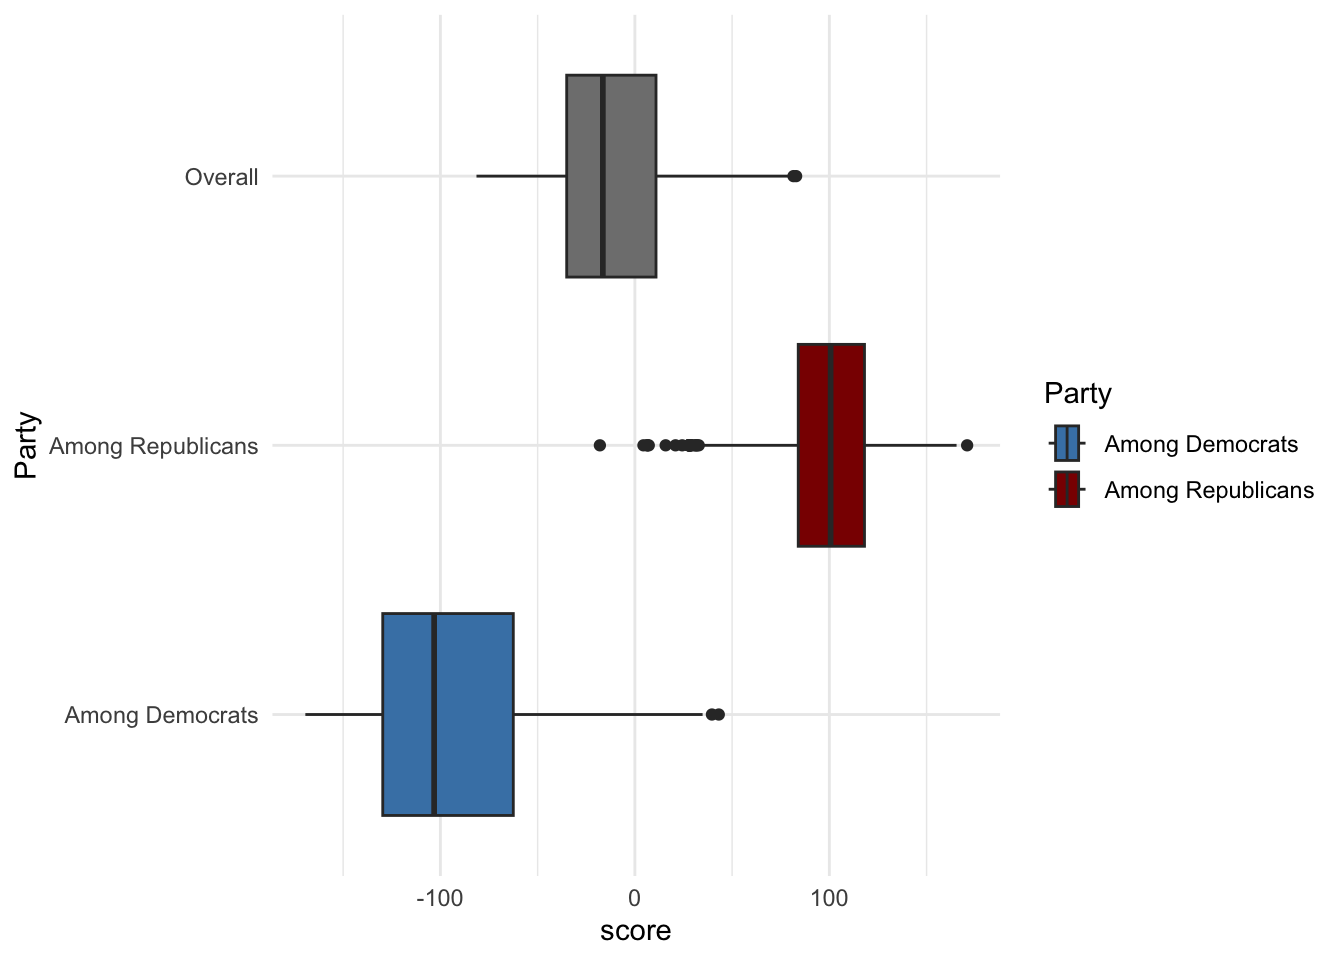 Overall
Among Republicans
Among Democrats
Party
-100
0
100
score
Party
Among Democrats
Among Republicans